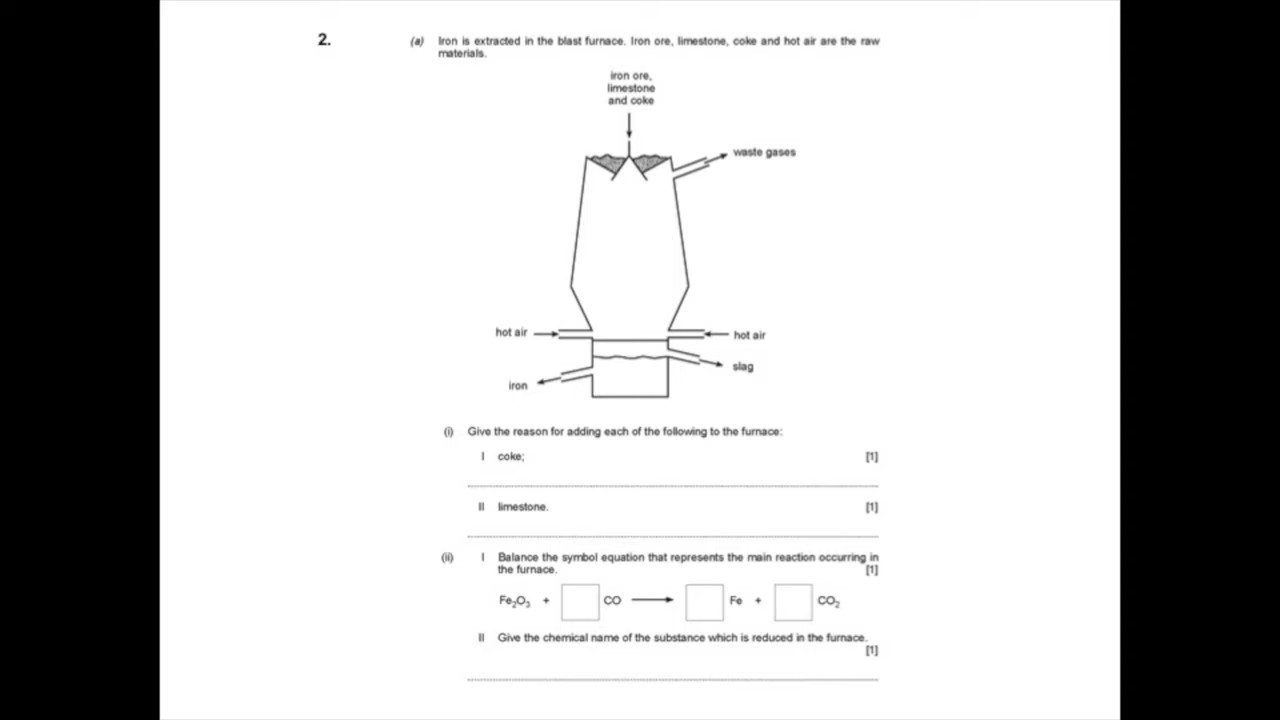 2. (a) Iron is extracted in the blast furnace. Iron ore, limestone, coke and hot air are the raw
materials.
iron ore,
limestone
and coke
waste gases
hot air
hot air
slag
iron
(i) Give the reason for adding each of the following to the furnace:
I coke; [1]
II limestone. [1]
(ii) I Balance the symbol equation that represents the main reaction occurring in
the furnace. [1]
Fe₂O₃ + CO ⟶ Fe + CO₂
II Give the chemical name of the substance which is reduced in the furnace.
[1]